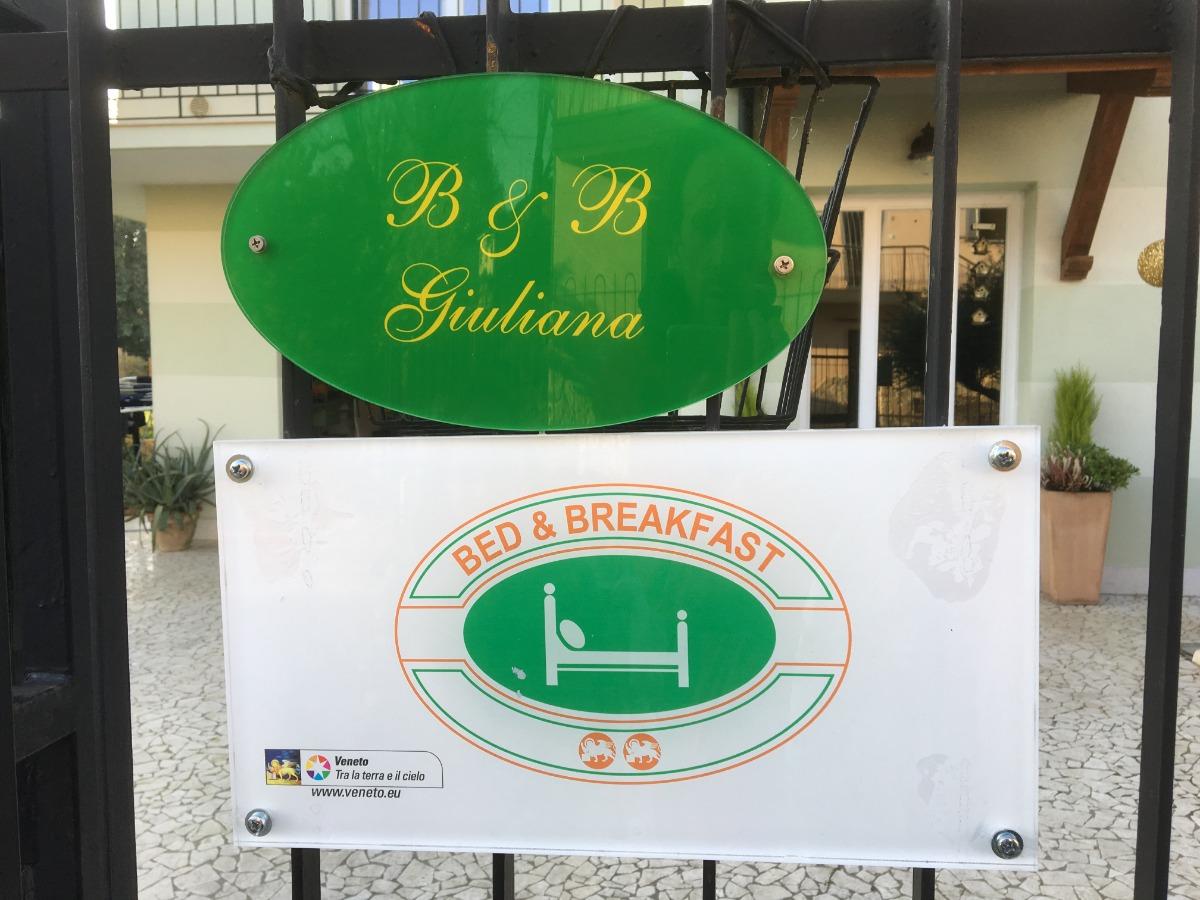 B & B
Giuliana
BED & BREAKFAST
Veneto
Tra la terra e il cielo
www.veneto.eu